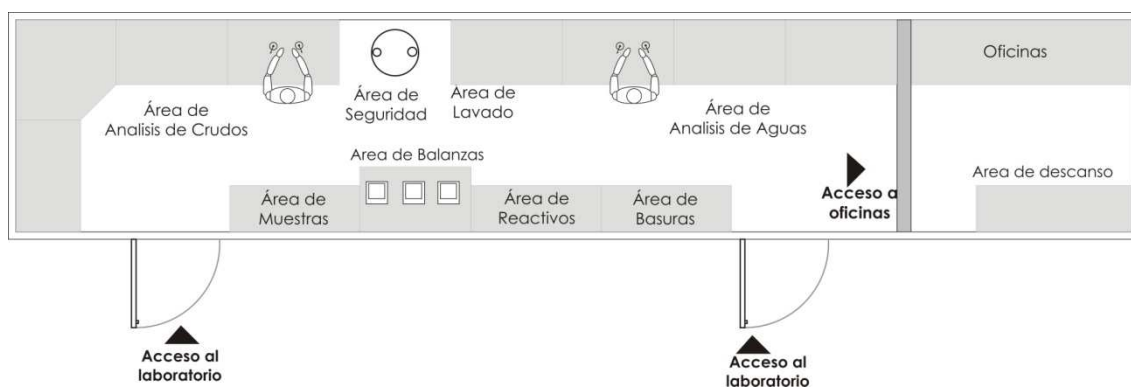 Oficinas
Área de
Analisis de Crudos
Área de
Seguridad
Área de
Lavado
Área de
Analisis de Aguas
Area de Balanzas
Area de descanso
Acceso a
oficinas
Área de
Muestras
Área de
Reactivos
Área de
Basuras
Acceso al
laboratorio
Acceso al
laboratorio